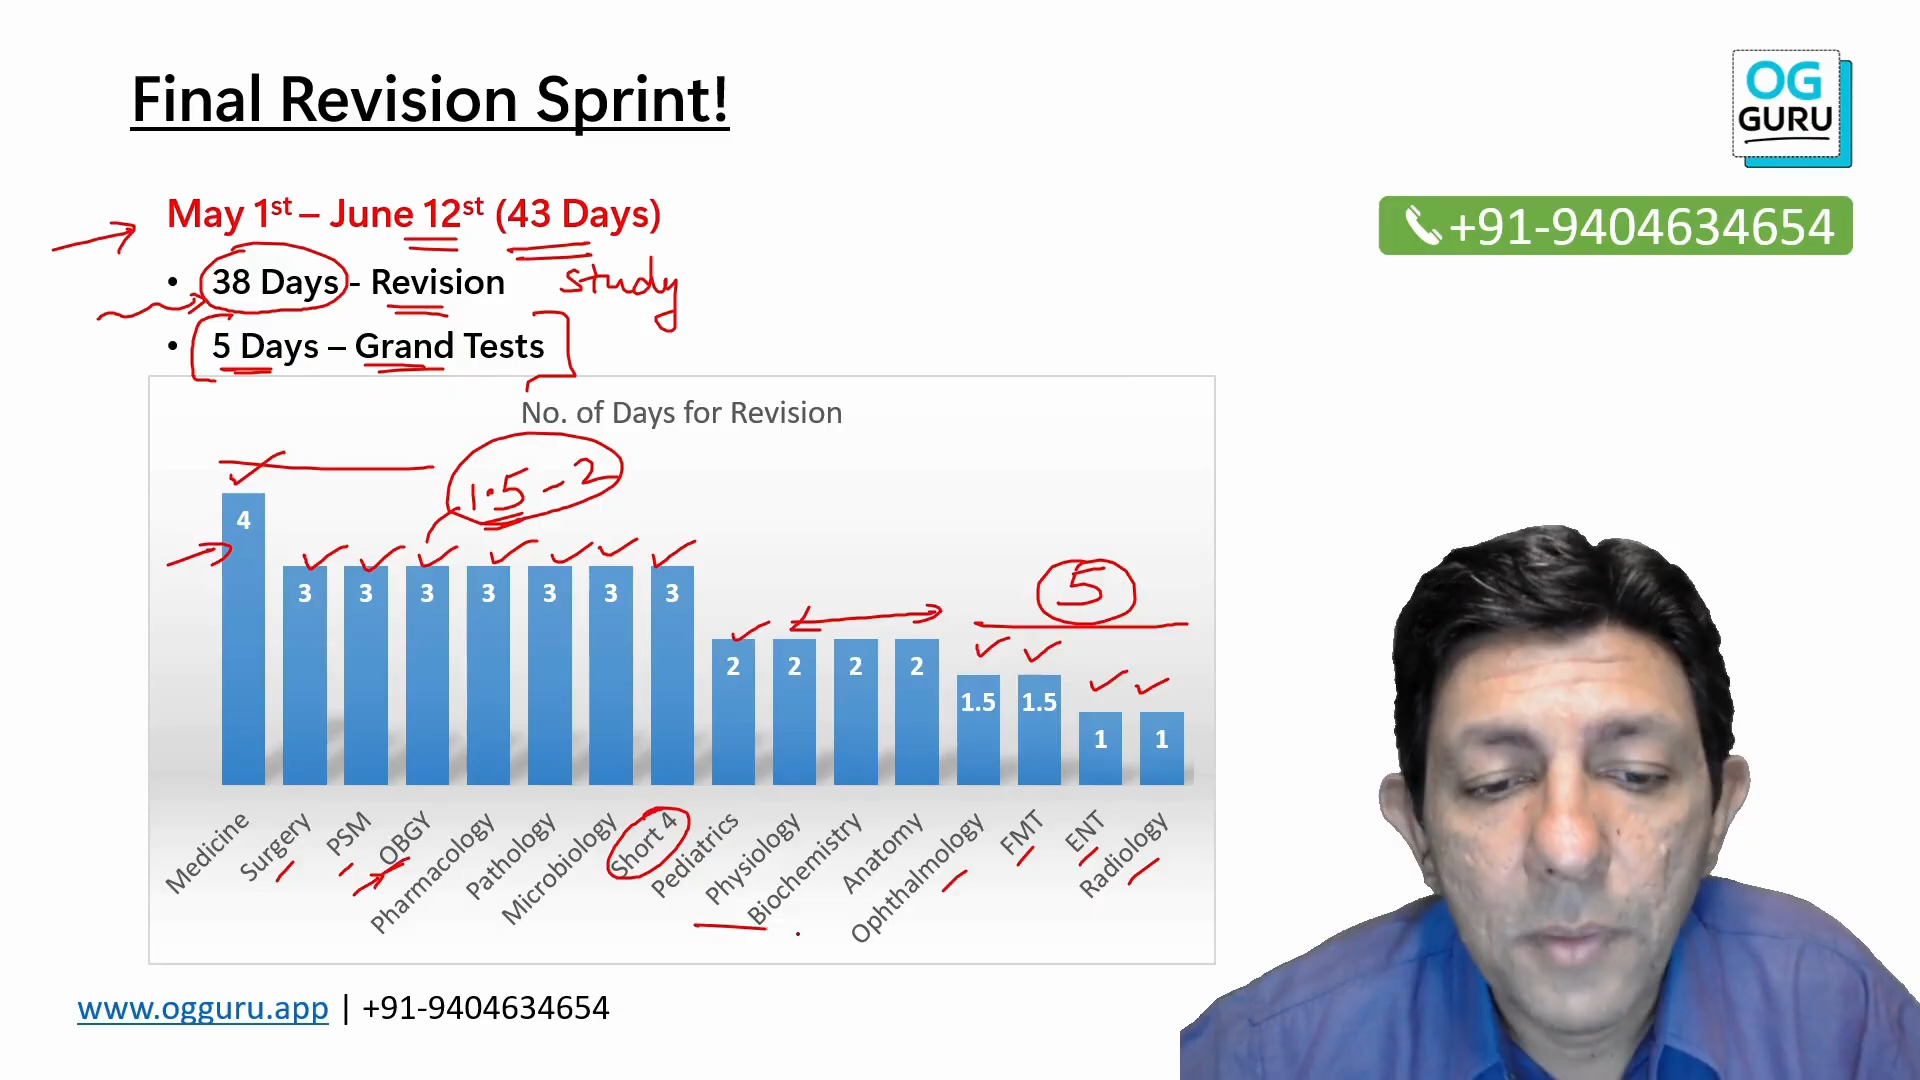 Final Revision Sprint!
OG
GURU
+91-9404634654
May 1st – June 12st (43 Days)
• 38 Days - Revision study
• 5 Days – Grand Tests
No. of Days for Revision
1.5 - 2
4
3 3 3 3 3 3 3
5
2 2 2 2
1.5 1.5
1 1
Medicine Surgery PSM OBGY Pharmacology Pathology Microbiology Short 4 Pediatrics Physiology Biochemistry Anatomy Ophthalmology FMT ENT Radiology
www.ogguru.app | +91-9404634654